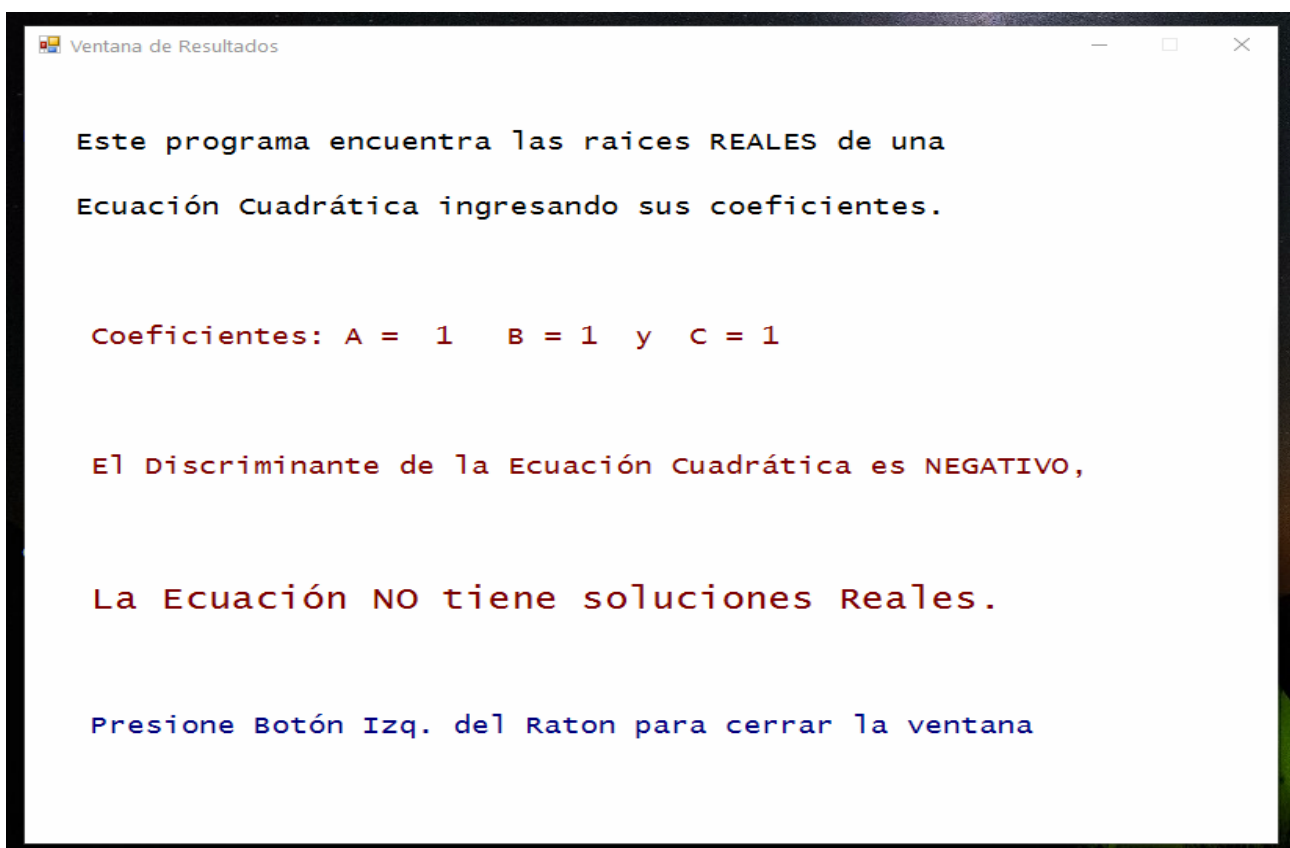 Ventana de Resultados
Este programa encuentra las raices REALES de una
Ecuación Cuadrática ingresando sus coeficientes.
Coeficientes: A = 1 B = 1 y C = 1
El Discriminante de la Ecuación Cuadrática es NEGATIVO,
La Ecuación NO tiene soluciones Reales.
Presione Botón Izq. del Raton para cerrar la ventana